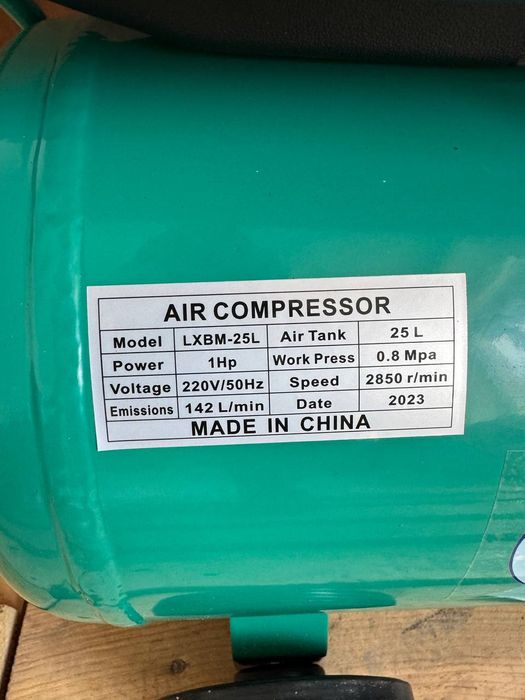 AIR COMPRESSOR
Model LXBM-25L Air Tank 25 L
Power 1Hp Work Press 0.8 Mpa
Voltage 220V/50Hz Speed 2850 r/min
Emissions 142 L/min Date 2023
MADE IN CHINA